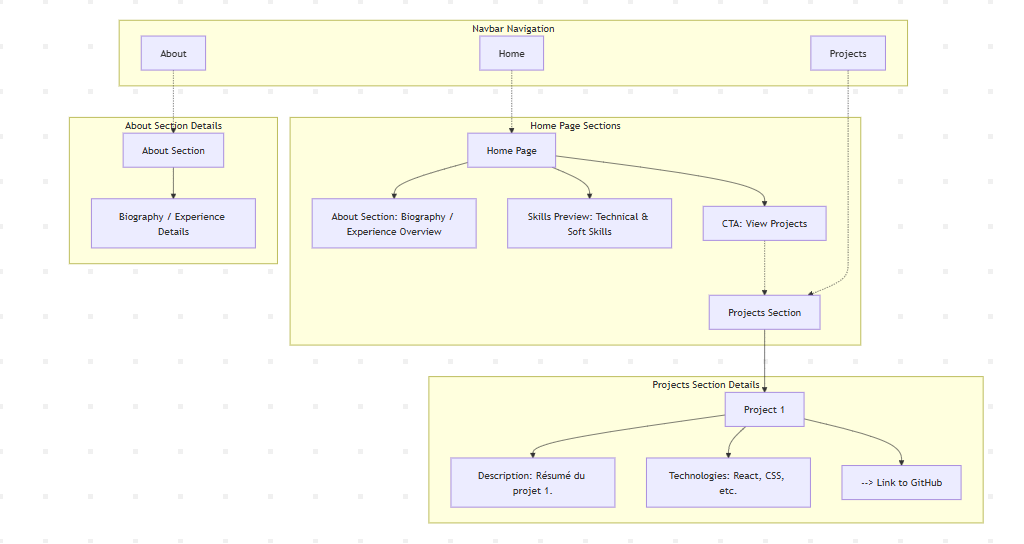 Navbar Navigation
About
Home
Projects
About Section Details
Home Page Sections
About Section
Home Page
Biography / Experience
Details
About Section: Biography /
Experience Overview
Skills Preview: Technical &
Soft Skills
CTA: View Projects
Projects Section
Projects Section Details
Project 1
Description: Résumé du
projet 1.
Technologies: React, CSS,
etc.
--> Link to GitHub